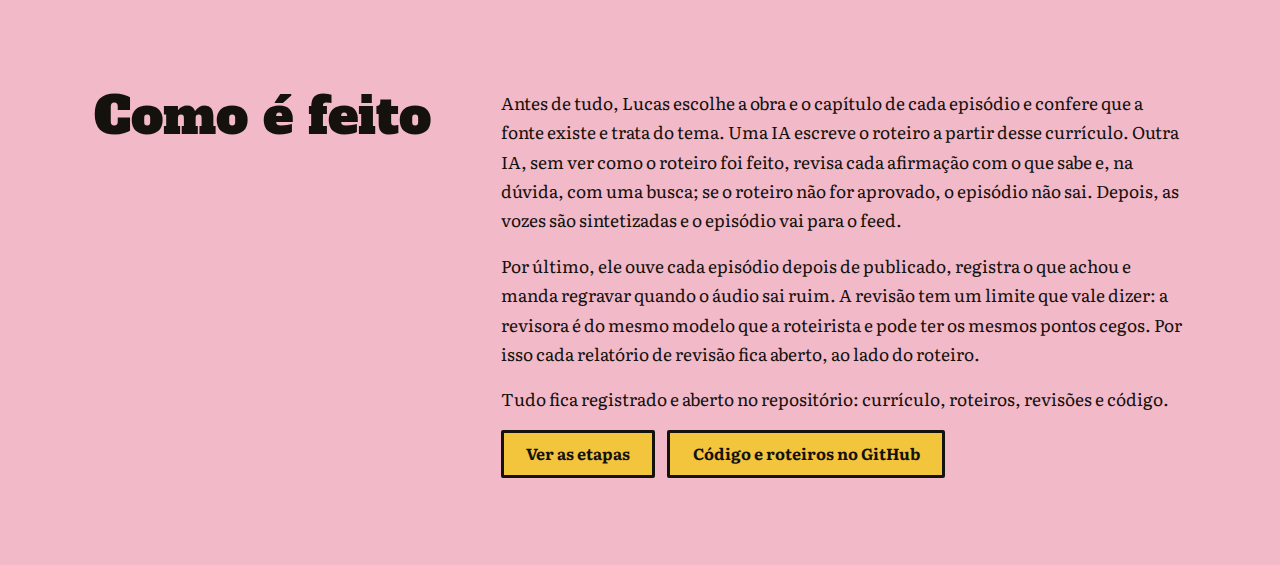 Como é feito
Antes de tudo, Lucas escolhe a obra e o capítulo de cada episódio e confere que a
fonte existe e trata do tema. Uma IA escreve o roteiro a partir desse currículo. Outra
IA, sem ver como o roteiro foi feito, revisa cada afirmação com o que sabe e, na
dúvida, com uma busca; se o roteiro não for aprovado, o episódio não sai. Depois, as
vozes são sintetizadas e o episódio vai para o feed.
Por último, ele ouve cada episódio depois de publicado, registra o que achou e
manda regravar quando o áudio sai ruim. A revisão tem um limite que vale dizer: a
revisora é do mesmo modelo que a roteirista e pode ter os mesmos pontos cegos. Por
isso cada relatório de revisão fica aberto, ao lado do roteiro.
Tudo fica registrado e aberto no repositório: currículo, roteiros, revisões e código.
Ver as etapas
Código e roteiros no GitHub